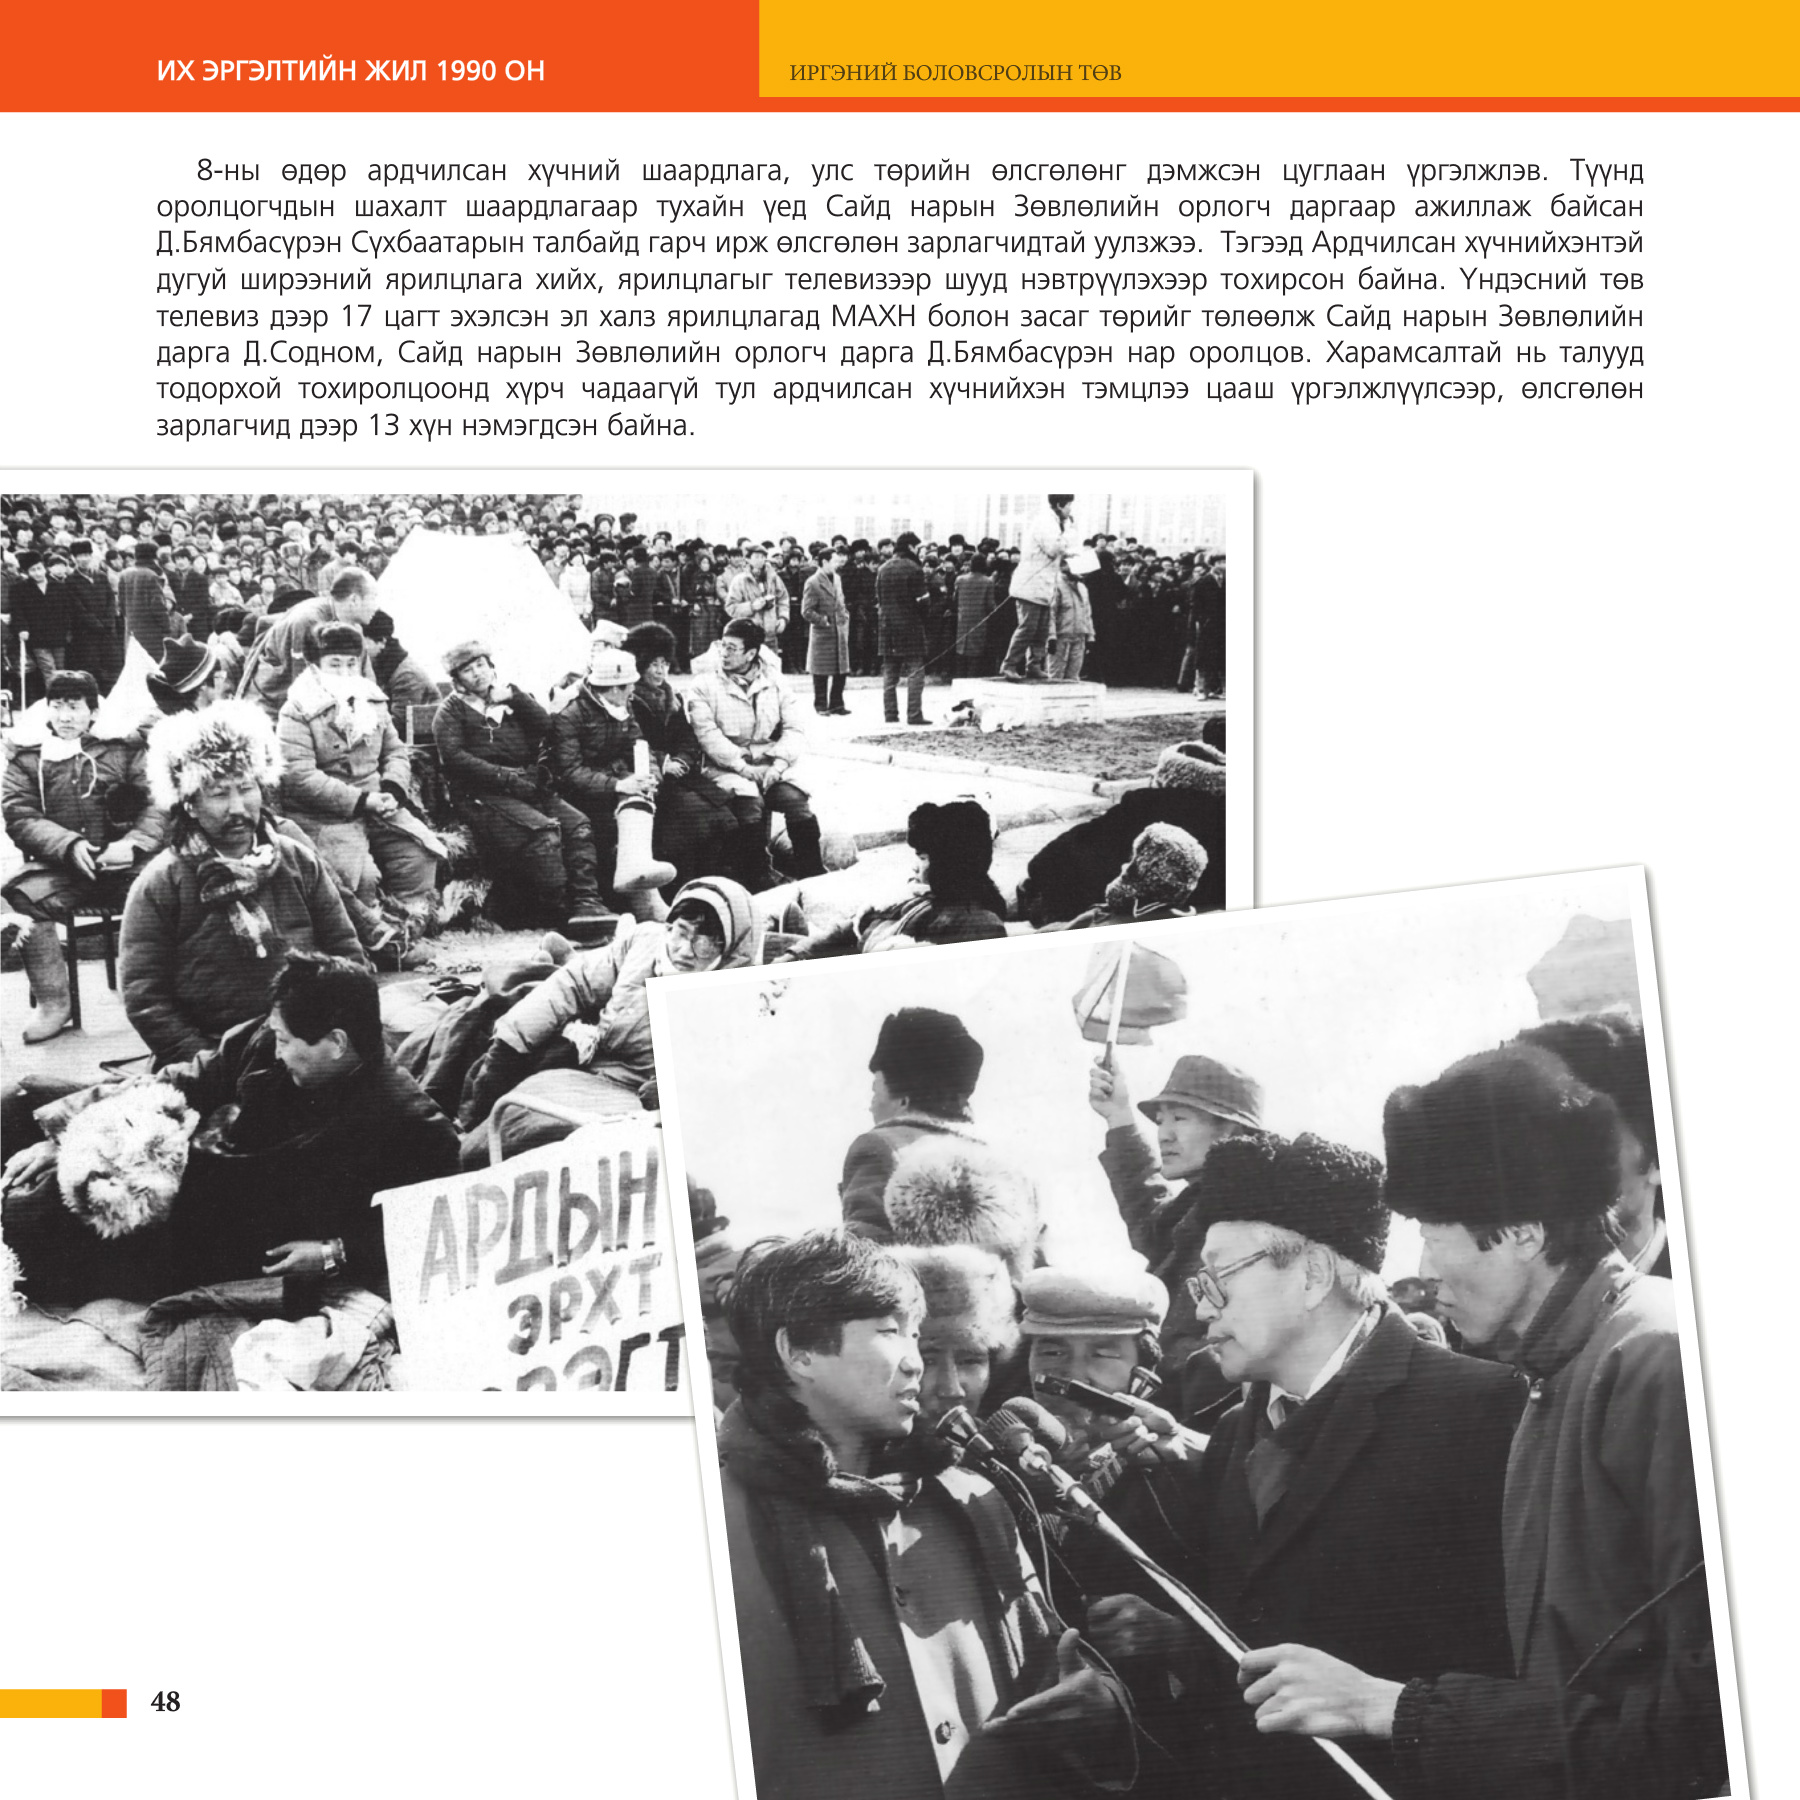 ИХ ЭРГЭЛТИЙН ЖИЛ 1990 ОН
ИРГЭНИЙ БОЛОВСРОЛЫН ТӨВ
8-ны өдөр ардчилсан хүчний шаардлага, улс төрийн өлсгөлөнг дэмжсэн цуглаан үргэлжлэв. Түүнд
оролцогчдын шахалт шаардлагаар тухайн үед Сайд нарын Зөвлөлийн орлогч даргаар ажиллаж байсан
Д.Бямбасүрэн Сүхбаатарын талбайд гарч ирж өлсгөлөн зарлагчидтай уулзжээ. Тэгээд Ардчилсан хүчнийхэнтэй
дугуй ширээний ярилцлага хийх, ярилцлагыг телевизээр шууд нэвтрүүлэхээр тохирсон байна. Үндэсний төв
телевиз дээр 17 цагт эхэлсэн эл халз ярилцлагад МАХН болон засаг төрийг төлөөлж Сайд нарын Зөвлөлийн
дарга Д.Содном, Сайд нарын Зөвлөлийн орлогч дарга Д.Бямбасүрэн нар оролцов. Харамсалтай нь талууд
тодорхой тохиролцоонд хүрч чадаагүй тул ардчилсан хүчнийхэн тэмцлээ цааш үргэлжлүүлсээр, өлсгөлөн
зарлагчид дээр 13 хүн нэмэгдсэн байна.
АРДЫН
ЭРХТ
48